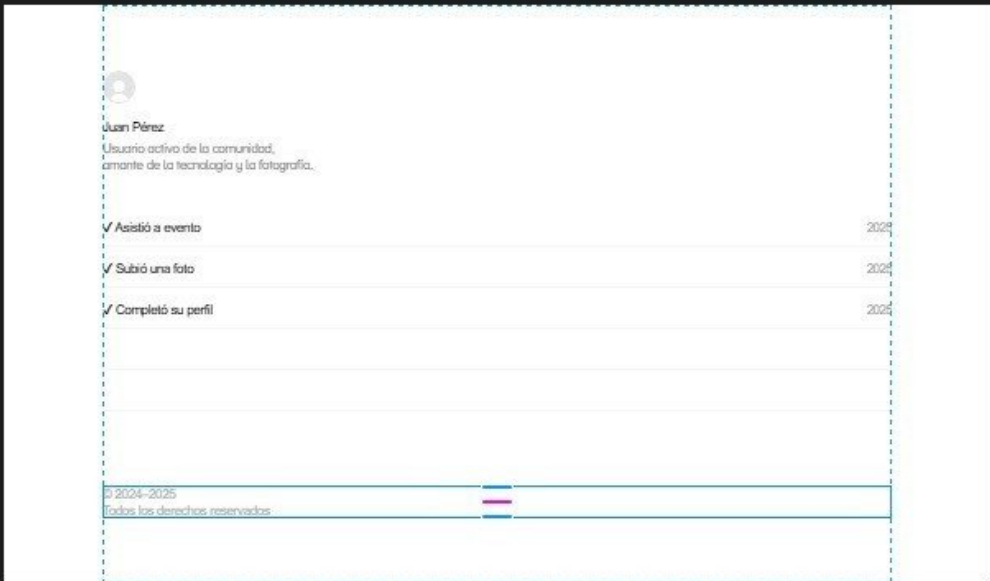 Juan Pérez
Usuario activo de la comunidad,
amante de la tecnología y la fotografía.
✓ Asistió a evento 2025
✓ Subió una foto 2025
✓ Completó su perfil 2025
© 2024–2025
Todos los derechos reservados